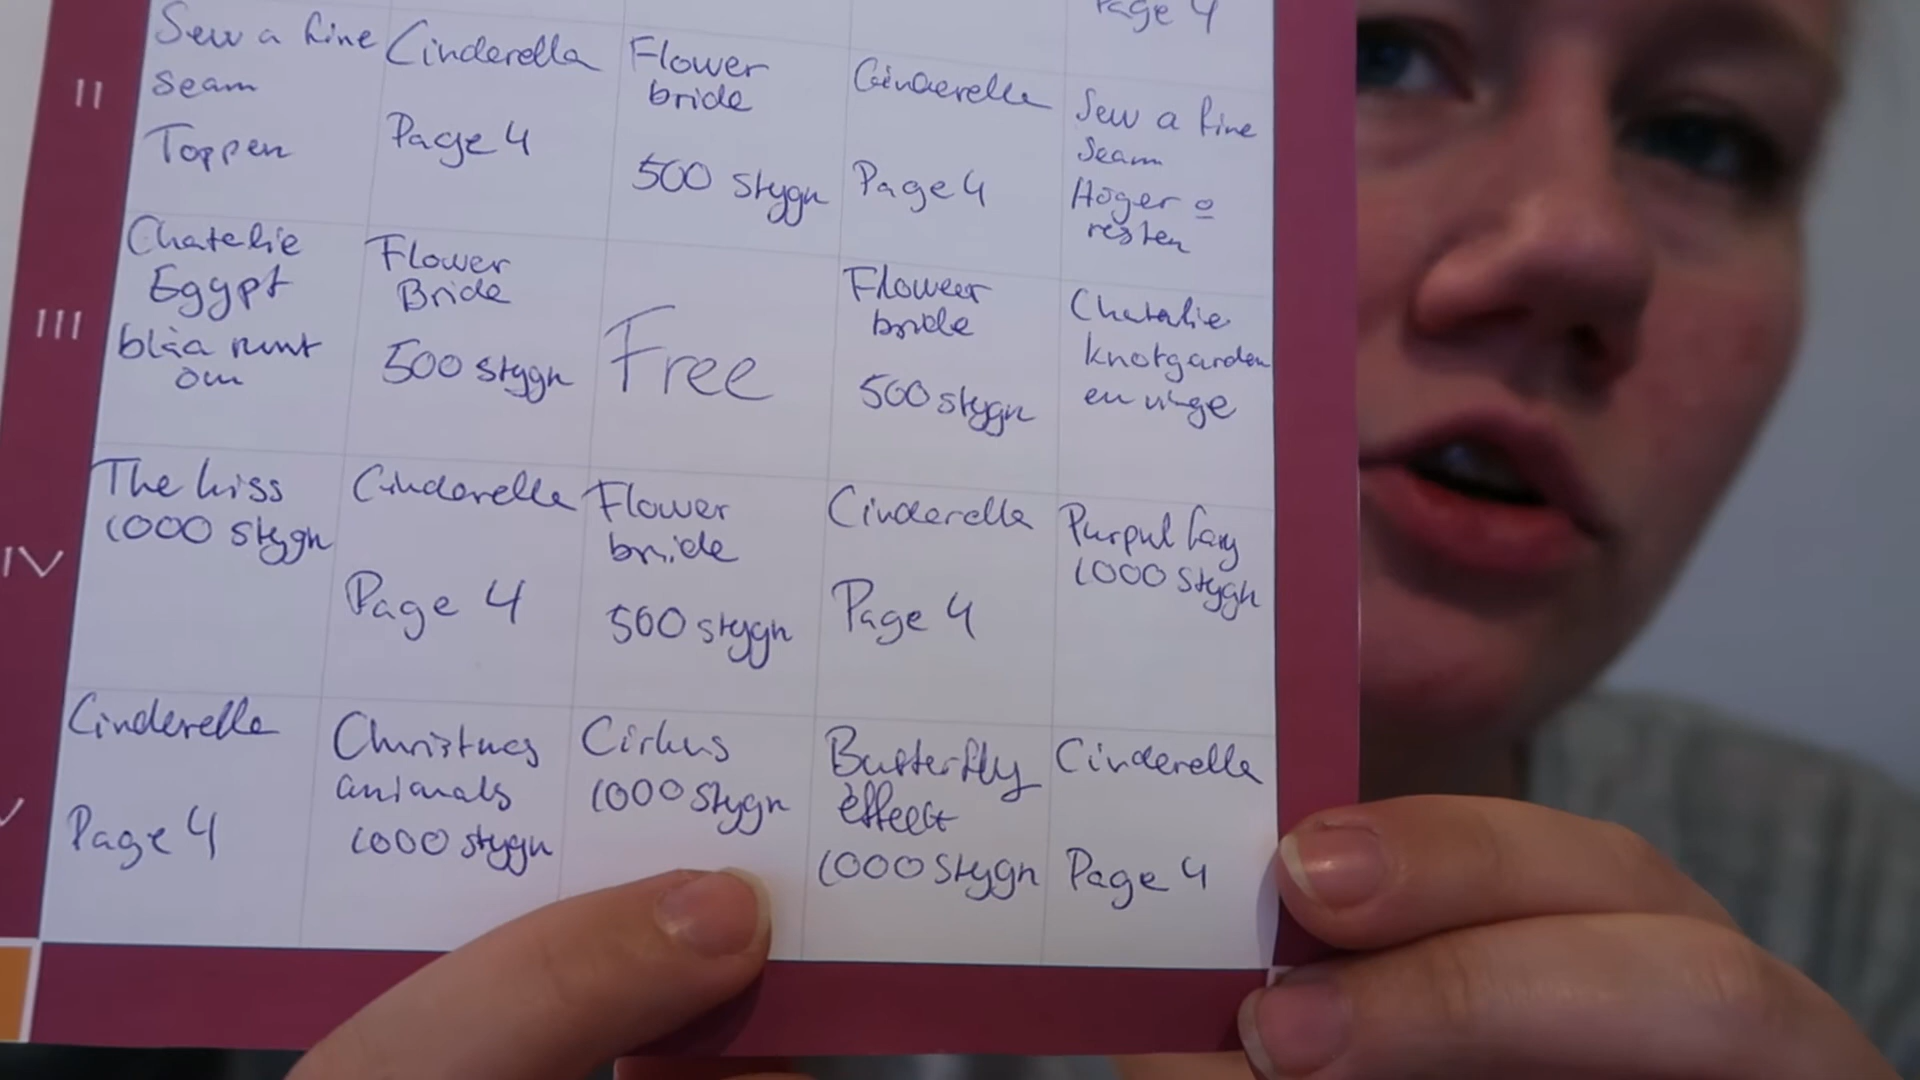 Page 4
II
Sew a fine
seam
Toppen
Cinderella
Page 4
Flower
bride
500 stygn
Cinderella
Page 4
Sew a fine
seam
Höger o
resten
III
Chatelie
Egypt
blåa runt
om
Flower
Bride
500 stygn
Free
Floweer
bride
500 stygn
Chatalie
knotgarden
en vinge
IV
The kiss
1000 stygn
Cinderella
Page 4
Flower
bride
500 stygn
Cinderella
Page 4
Purpul fary
1000 stygn
V
Cinderella
Page 4
Christmas
animals
1000 stygn
Cirkus
1000 stygn
Butterfly
effect
1000 stygn
Cinderella
Page 4